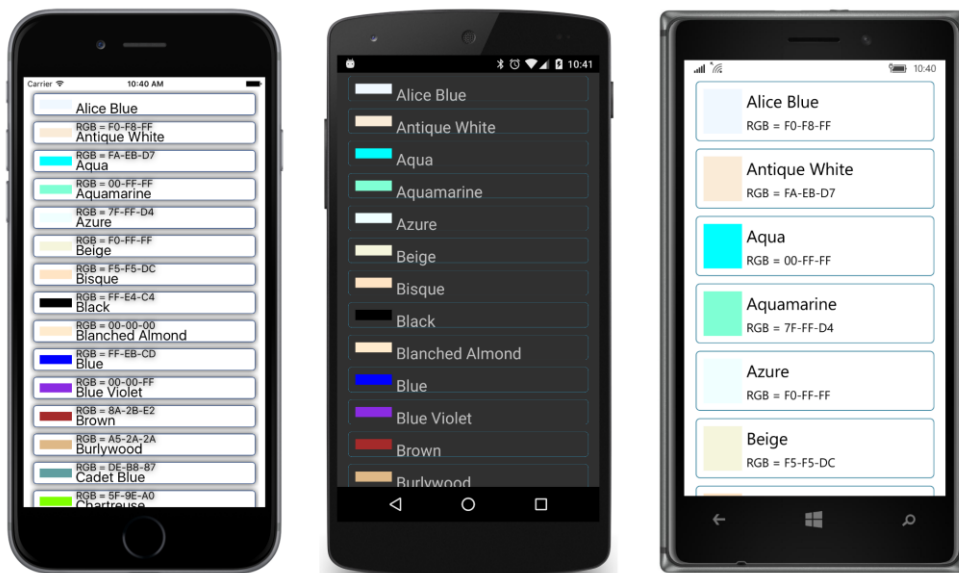 Carrier 10:40 AM
Alice Blue
RGB = F0-F8-FF
Antique White
RGB = FA-EB-D7
Aqua
RGB = 00-FF-FF
Aquamarine
RGB = 7F-FF-D4
Azure
RGB = F0-FF-FF
Beige
RGB = F5-F5-DC
Bisque
RGB = FF-E4-C4
Black
RGB = 00-00-00
Blanched Almond
RGB = FF-EB-CD
Blue
RGB = 00-00-FF
Blue Violet
RGB = 8A-2B-E2
Brown
RGB = A5-2A-2A
Burlywood
RGB = DE-B8-87
Cadet Blue
RGB = 5F-9E-A0
Chartreuse
10:41
Alice Blue
Antique White
Aqua
Aquamarine
Azure
Beige
Bisque
Black
Blanched Almond
Blue
Blue Violet
Brown
Burlywood
10:40
Alice Blue
RGB = F0-F8-FF
Antique White
RGB = FA-EB-D7
Aqua
RGB = 00-FF-FF
Aquamarine
RGB = 7F-FF-D4
Azure
RGB = F0-FF-FF
Beige
RGB = F5-F5-DC